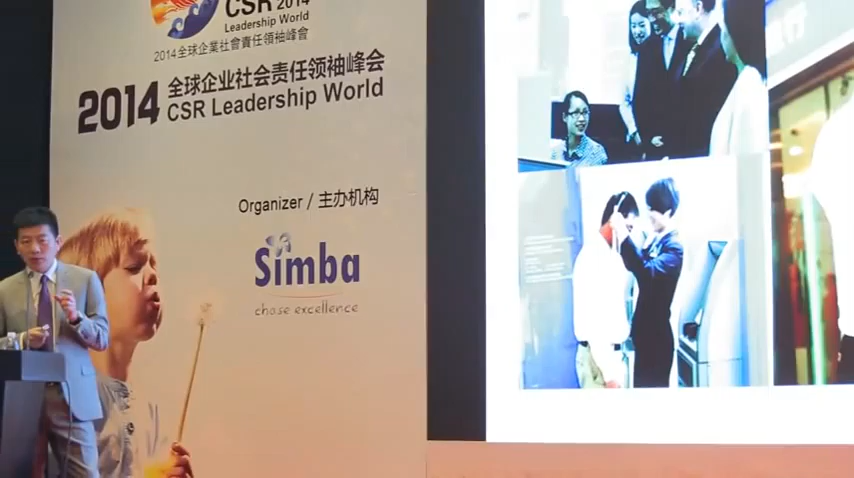 CSR 2014
Leadership World
2014全球企業社會責任領袖峰會
2014 全球企业社会责任领袖峰会
CSR Leadership World
Organizer / 主办机构
Simba
chase excellence
行